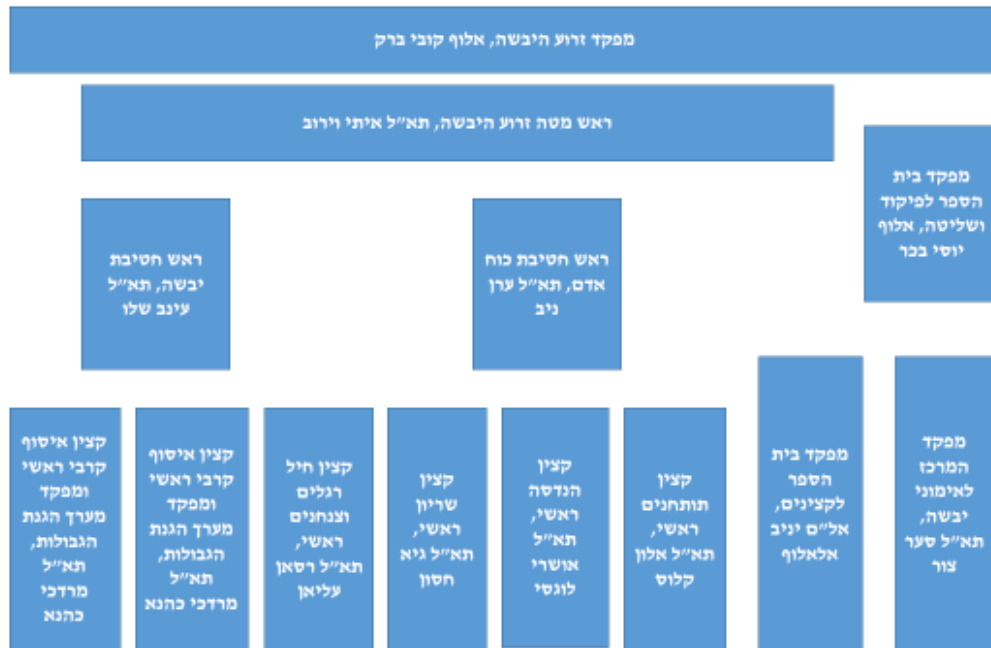 מפקד זרוע היבשה, אלוף קובי ברק
ראש מטה זרוע היבשה, תא״ל איתי וירוב
מפקד בית
הספר לפיקוד
ושליטה, אלוף
יוסי בכר
ראש חטיבת כוח
אדם, תא״ל ערן
ניב
ראש חטיבת
יבשה, תא״ל
עינב שלו
מפקד
המרכז
לאימוני
יבשה,
תא״ל סער
צור
מפקד בית
הספר
לקצינים,
אל״ם יניב
אלאלוף
קצין
תותחנים
ראשי,
תא״ל אלון
קלוס
קצין
הנדסה
ראשי,
תא״ל
אושרי
לוגסי
קצין
שריון
ראשי,
תא״ל גיא
חסון
קצין חיל
רגלים
וצנחנים
ראשי,
תא״ל רסאן
עליאן
קצין איסוף
קרבי ראשי
ומפקד
מערך הגנת
הגבולות,
תא״ל
מרדכי כהנא
קצין איסוף
קרבי ראשי
ומפקד
מערך הגנת
הגבולות,
תא״ל
מרדכי
כהנא